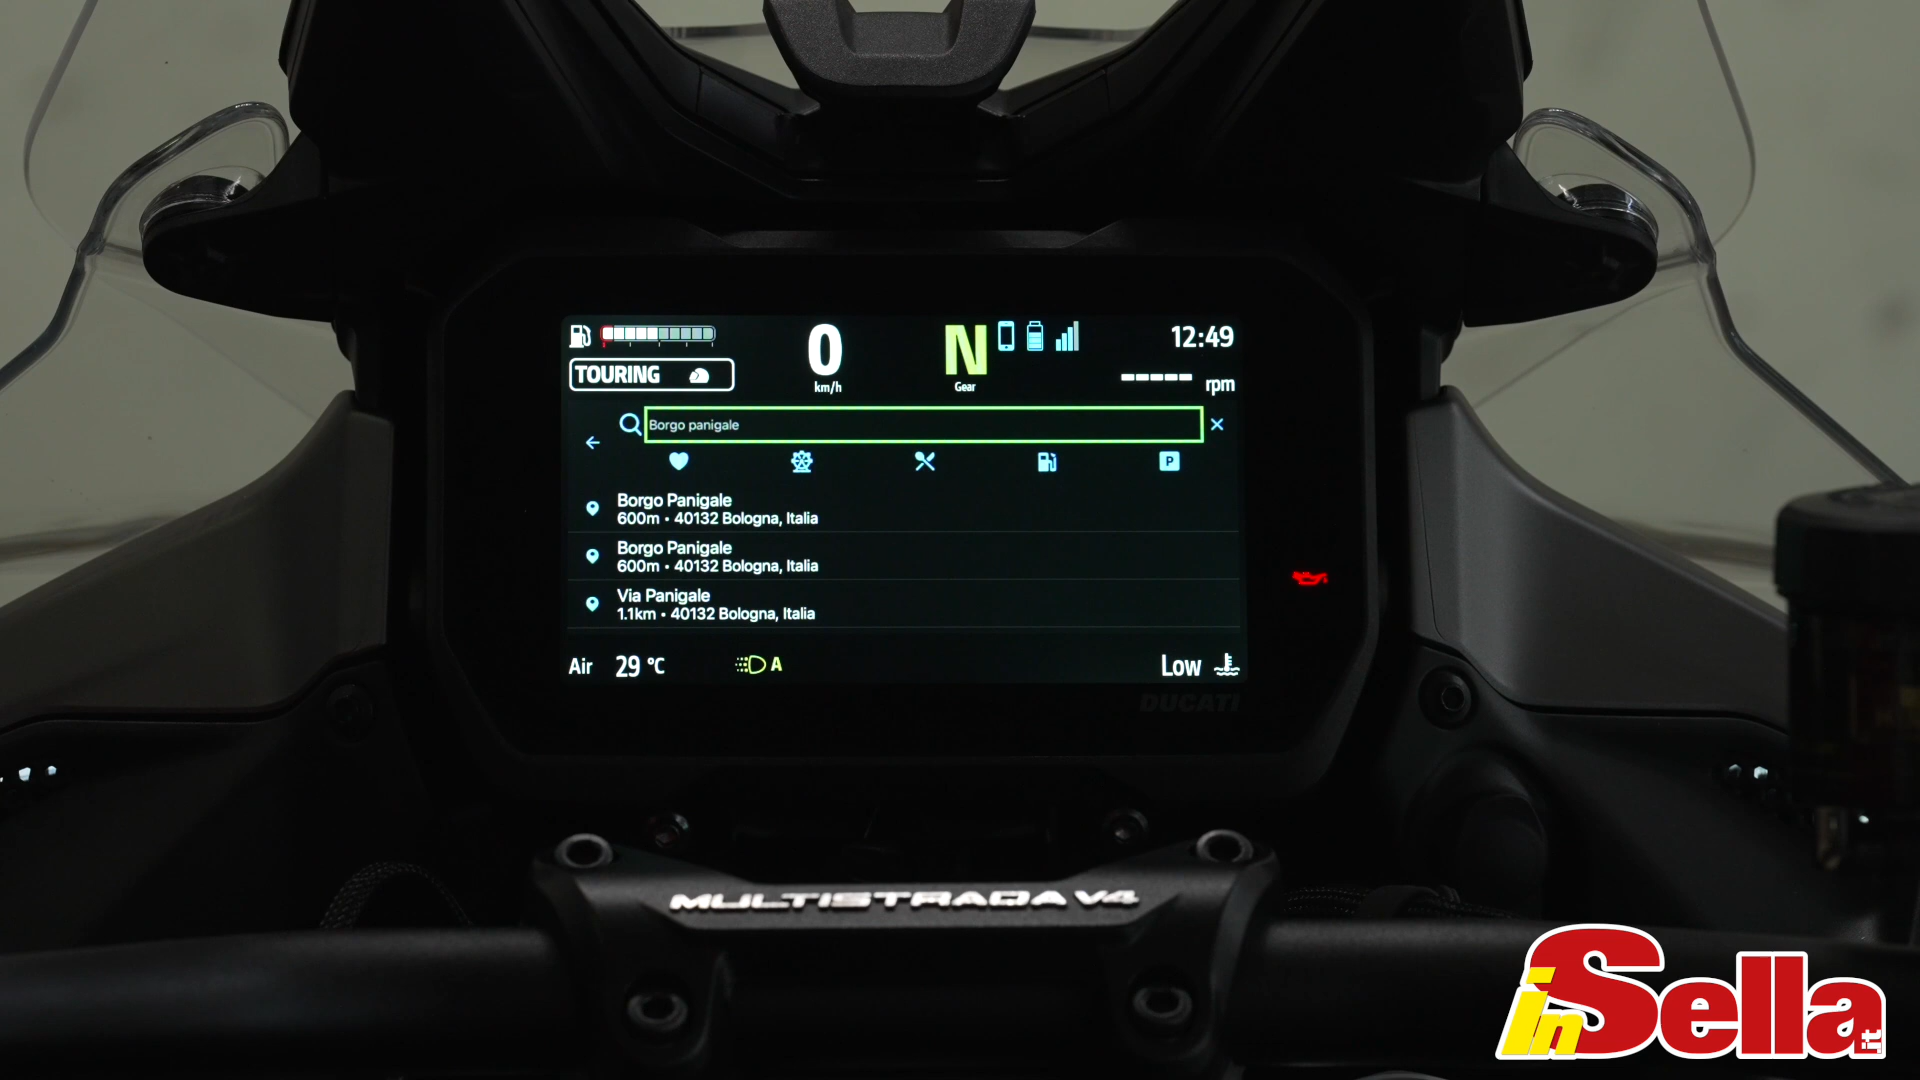 0
N
12:49
TOURING
km/h
Gear
----- rpm
Borgo panigale
P
Borgo Panigale
600m • 40132 Bologna, Italia
Borgo Panigale
600m • 40132 Bologna, Italia
Via Panigale
1.1km • 40132 Bologna, Italia
Air 29 °C
A
Low
DUCATI
MULTISTRADA V4
inSella.it